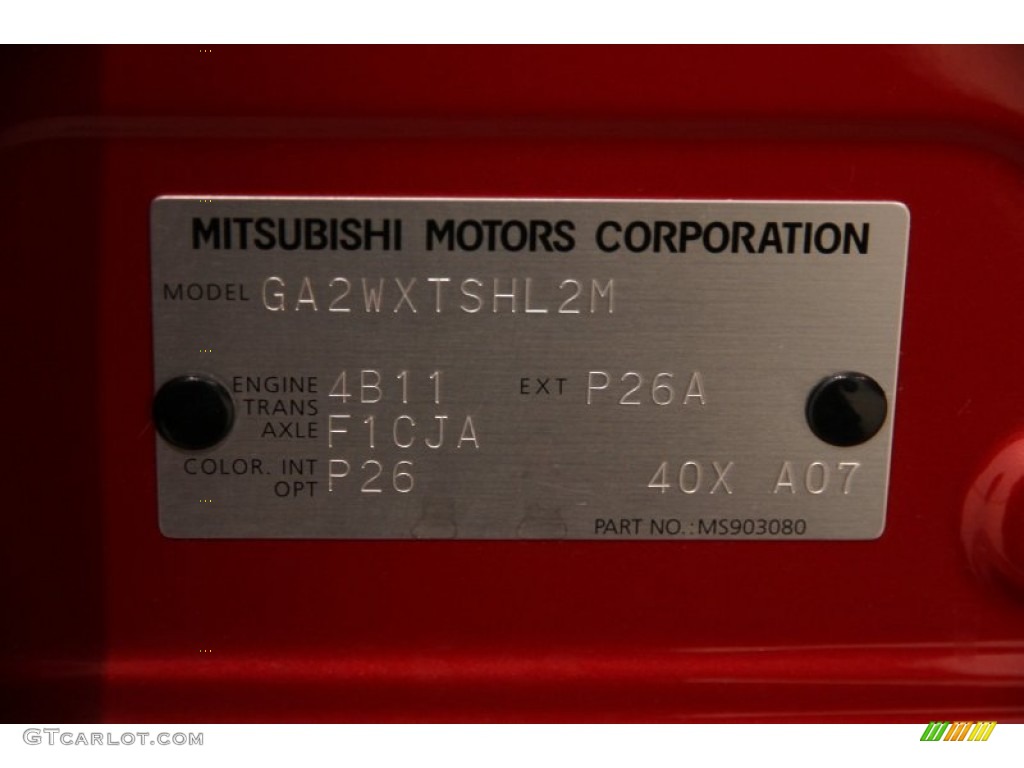 MITSUBISHI MOTORS CORPORATION
MODEL GA2WXTSHL2M
ENGINE 4B11 EXT P26A
TRANS
AXLE F1CJA
COLOR. INT P26 40X A07
OPT
PART NO.: MS903080
GTCARLOT.COM